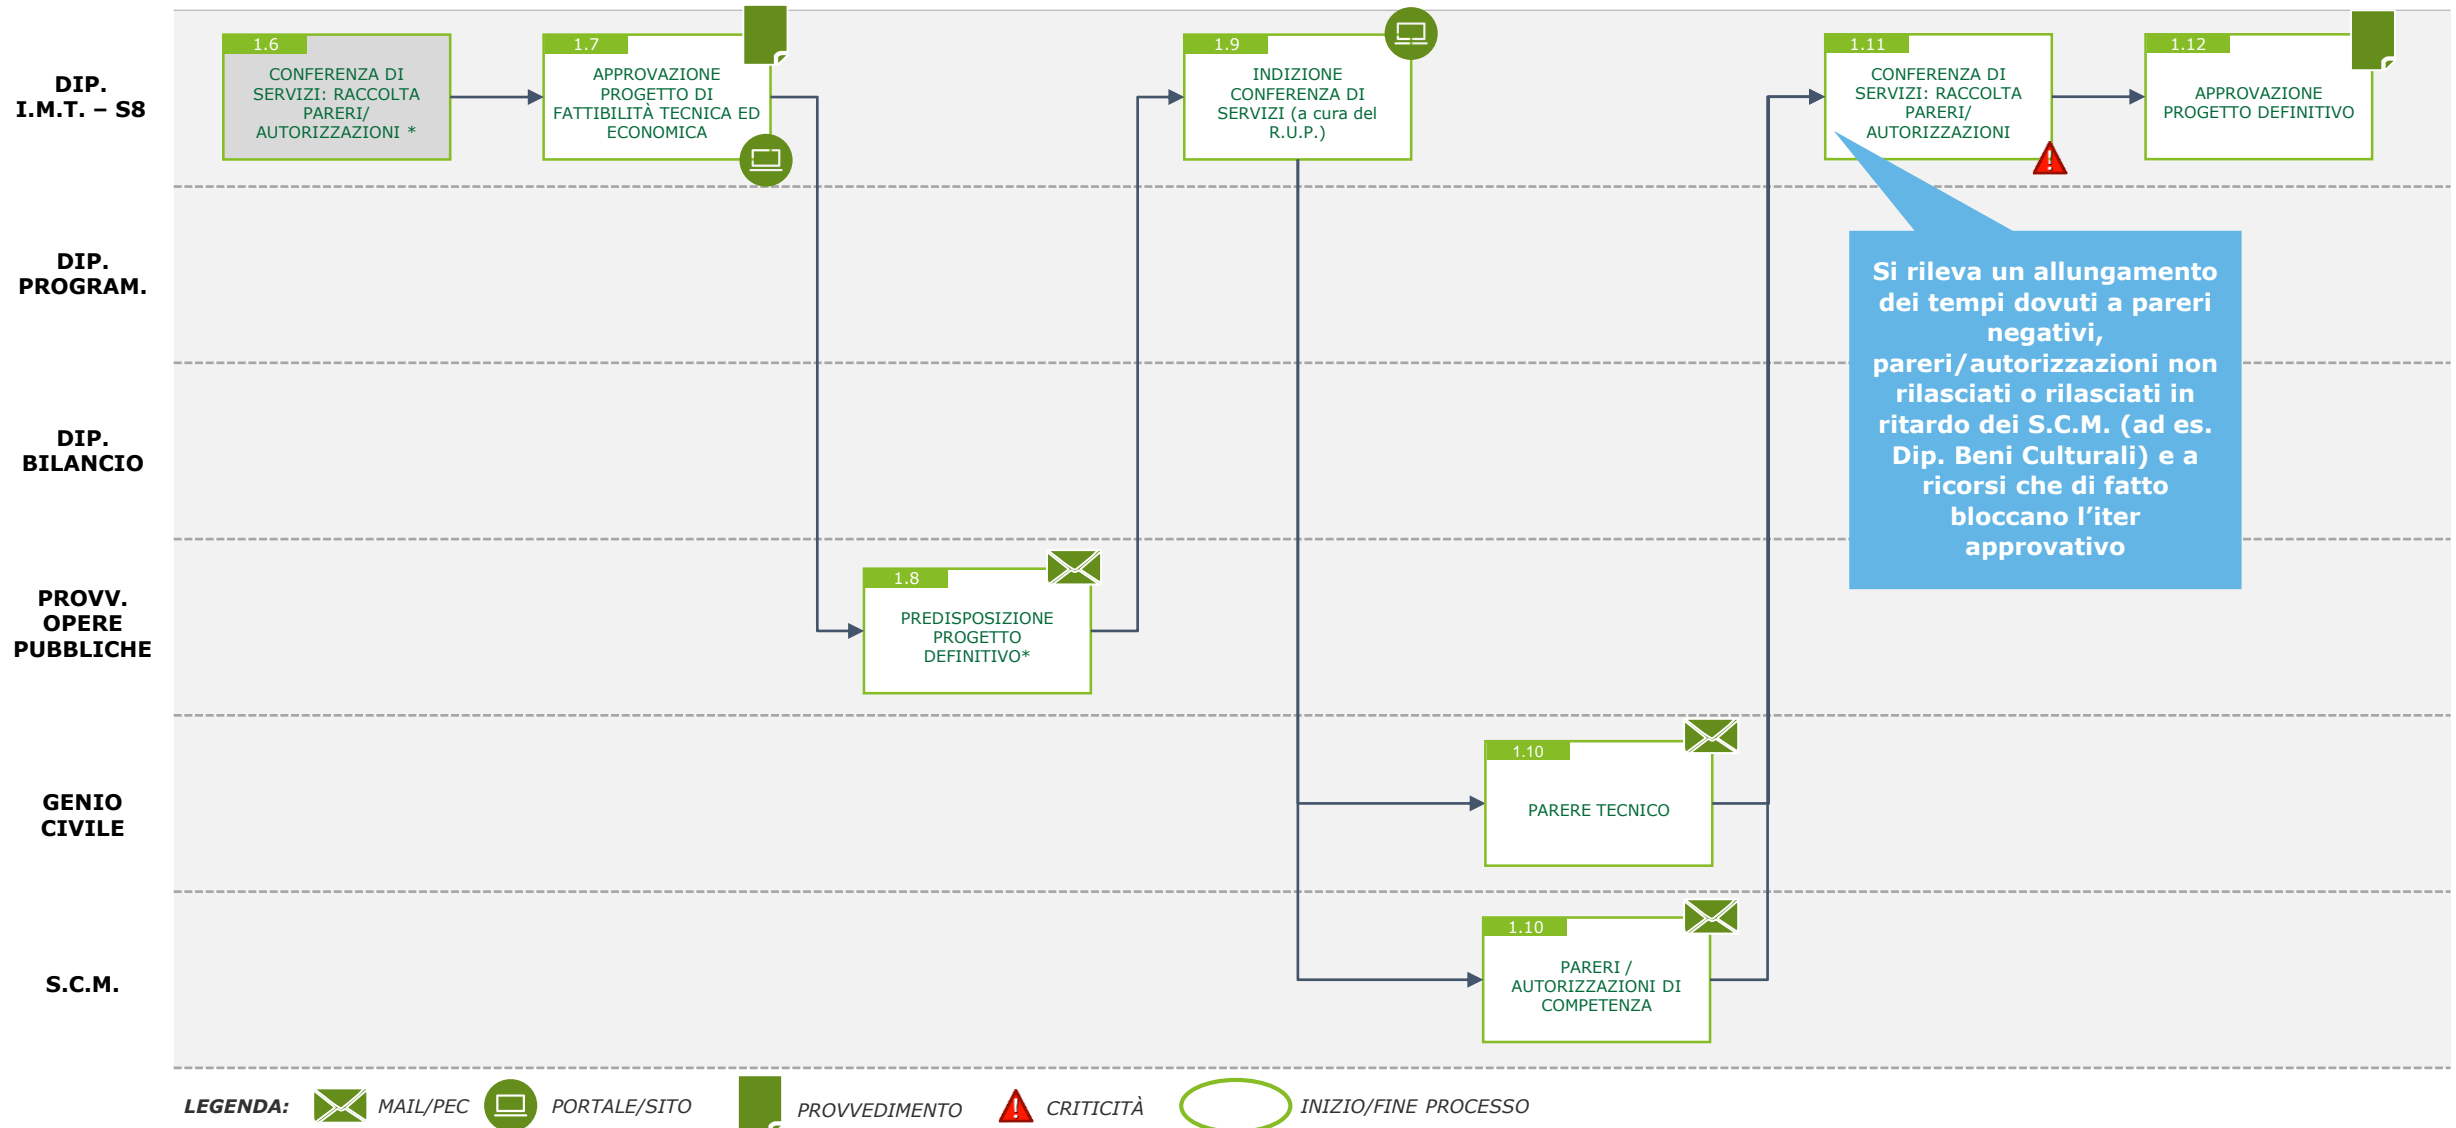 DIP.
I.M.T. – S8
1.6
CONFERENZA DI
SERVIZI: RACCOLTA
PARERI/
AUTORIZZAZIONI *
1.7
APPROVAZIONE
PROGETTO DI
FATTIBILITÀ TECNICA ED
ECONOMICA
1.9
INDIZIONE
CONFERENZA DI
SERVIZI (a cura del
R.U.P.)
1.11
CONFERENZA DI
SERVIZI: RACCOLTA
PARERI/
AUTORIZZAZIONI
1.12
APPROVAZIONE
PROGETTO DEFINITIVO
DIP.
PROGRAM.
Si rileva un allungamento
dei tempi dovuti a pareri
negativi,
pareri/autorizzazioni non
rilasciati o rilasciati in
ritardo dei S.C.M. (ad es.
Dip. Beni Culturali) e a
ricorsi che di fatto
bloccano l’iter
approvativo
DIP.
BILANCIO
PROVV.
OPERE
PUBBLICHE
1.8
PREDISPOSIZIONE
PROGETTO
DEFINITIVO*
GENIO
CIVILE
1.10
PARERE TECNICO
S.C.M.
1.10
PARERI /
AUTORIZZAZIONI DI
COMPETENZA
LEGENDA: MAIL/PEC PORTALE/SITO PROVVEDIMENTO CRITICITÀ INIZIO/FINE PROCESSO